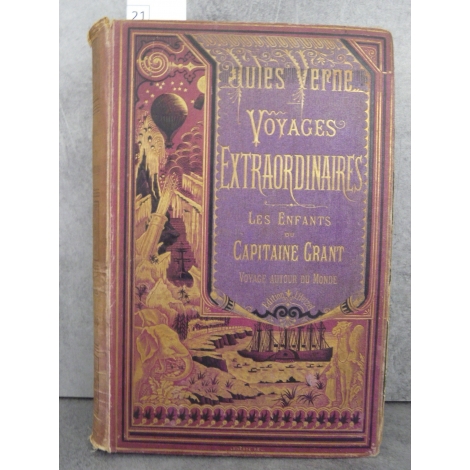 21
Jules Verne
VOYAGES
EXTRAORDINAIRES
LES ENFANTS
DU
CAPITAINE GRANT
VOYAGE AUTOUR DU MONDE